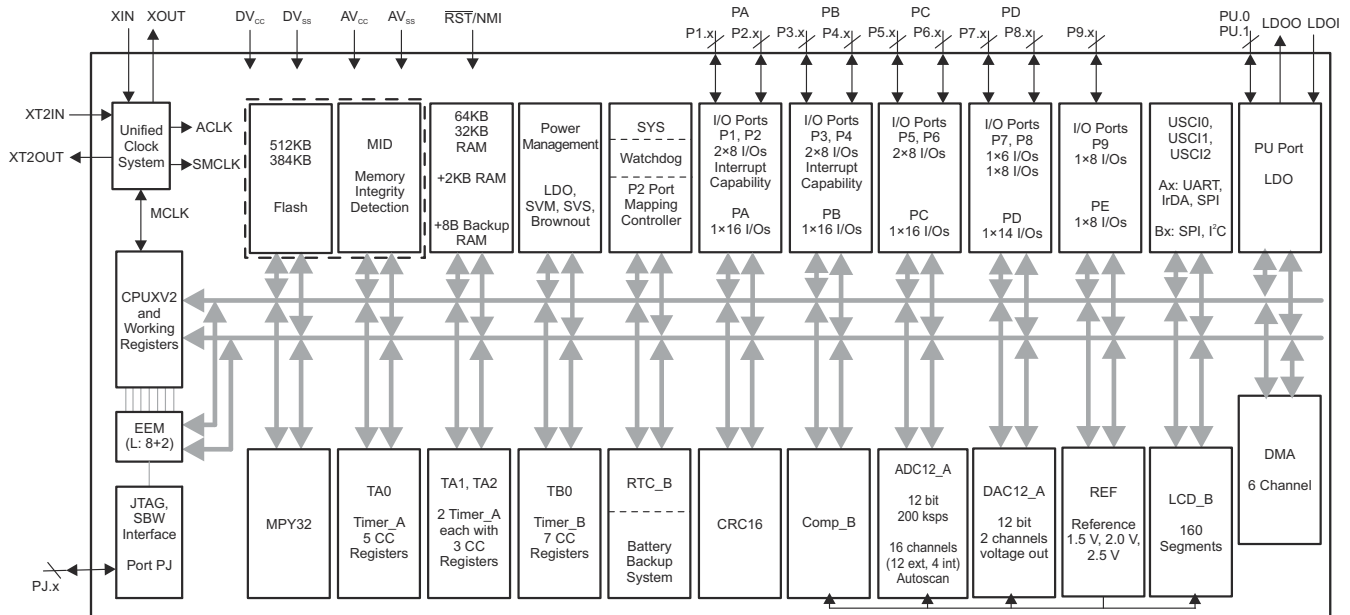 XIN
XOUT
DVCC
DVSS
AVCC
AVSS
RST/NMI
PA
P1.x
P2.x
PB
P3.x
P4.x
PC
P5.x
P6.x
PD
P7.x
P8.x
P9.x
PU.0
PU.1
LDOO
LDOI
XT2IN
XT2OUT
Unified
Clock
System
ACLK
SMCLK
MCLK
512KB
384KB
Flash
MID
Memory
Integrity
Detection
64KB
32KB
RAM
+2KB RAM
+8B Backup
RAM
Power
Management
LDO,
SVM, SVS,
Brownout
SYS
Watchdog
P2 Port
Mapping
Controller
I/O Ports
P1, P2
2×8 I/Os
Interrupt
Capability
PA
1×16 I/Os
I/O Ports
P3, P4
2×8 I/Os
Interrupt
Capability
PB
1×16 I/Os
I/O Ports
P5, P6
2×8 I/Os
PC
1×16 I/Os
I/O Ports
P7, P8
1×6 I/Os
1×8 I/Os
PD
1×14 I/Os
I/O Ports
P9
1×8 I/Os
PE
1×8 I/Os
USCI0,
USCI1,
USCI2
Ax: UART,
IrDA, SPI
Bx: SPI, I²C
PU Port
LDO
CPUXV2
and
Working
Registers
EEM
(L: 8+2)
JTAG,
SBW
Interface
Port PJ
PJ.x
MPY32
TA0
Timer_A
5 CC
Registers
TA1, TA2
2 Timer_A
each with
3 CC
Registers
TB0
Timer_B
7 CC
Registers
RTC_B
Battery
Backup
System
CRC16
Comp_B
ADC12_A
12 bit
200 ksps
16 channels
(12 ext, 4 int)
Autoscan
DAC12_A
12 bit
2 channels
voltage out
REF
Reference
1.5 V, 2.0 V,
2.5 V
LCD_B
160
Segments
DMA
6 Channel